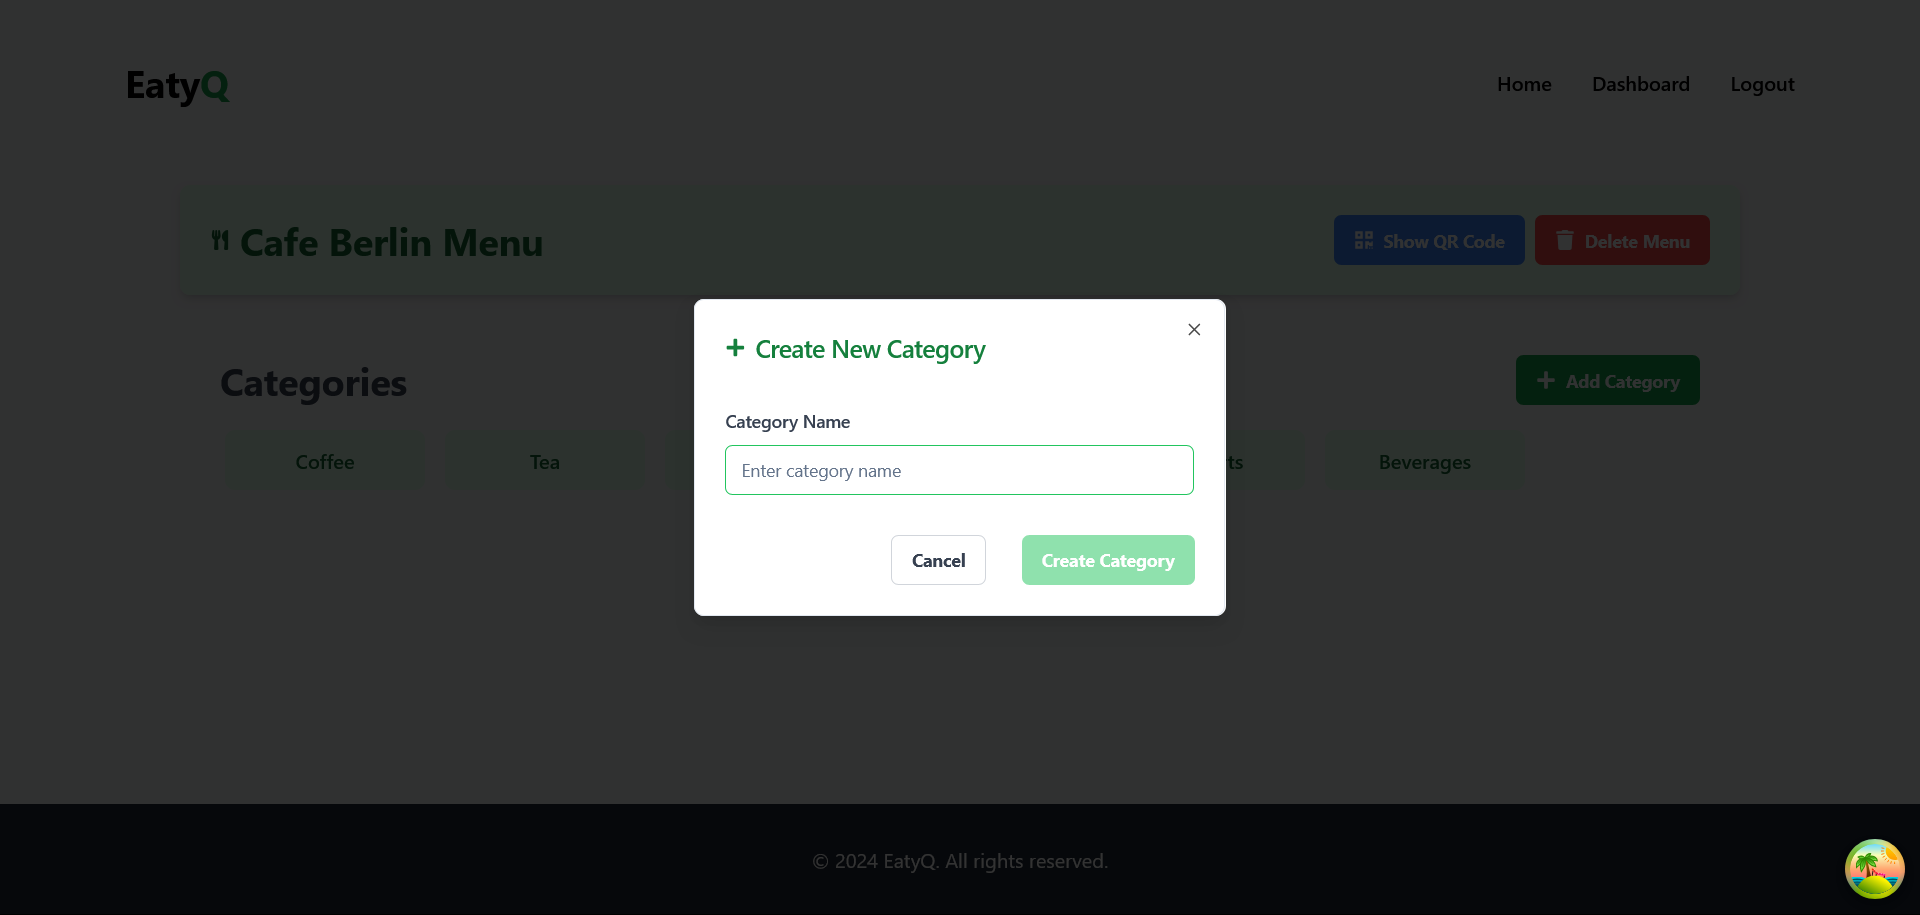 EatyQ
Home Dashboard Logout
Cafe Berlin Menu
Show QR Code Delete Menu
Create New Category
Categories
Add Category
Category Name
Coffee Tea ts Beverages
Enter category name
Cancel Create Category
© 2024 EatyQ. All rights reserved.